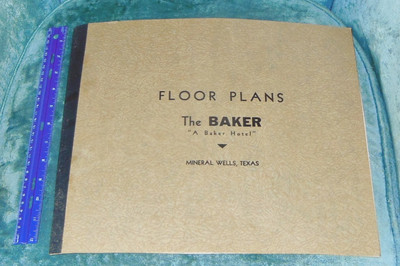 FLOOR PLANS
The BAKER
"A Baker Hotel"
MINERAL WELLS, TEXAS